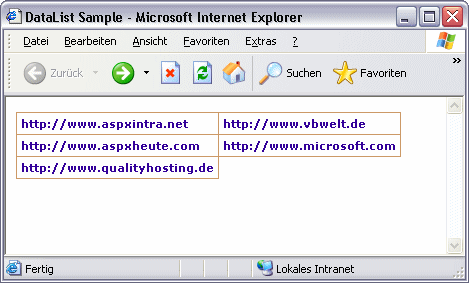 DataList Sample - Microsoft Internet Explorer
Datei Bearbeiten Ansicht Favoriten Extras ?
Zurück Suchen Favoriten »
http://www.aspxintra.net http://www.vbwelt.de
http://www.aspxheute.com http://www.microsoft.com
http://www.qualityhosting.de
Fertig Lokales Intranet